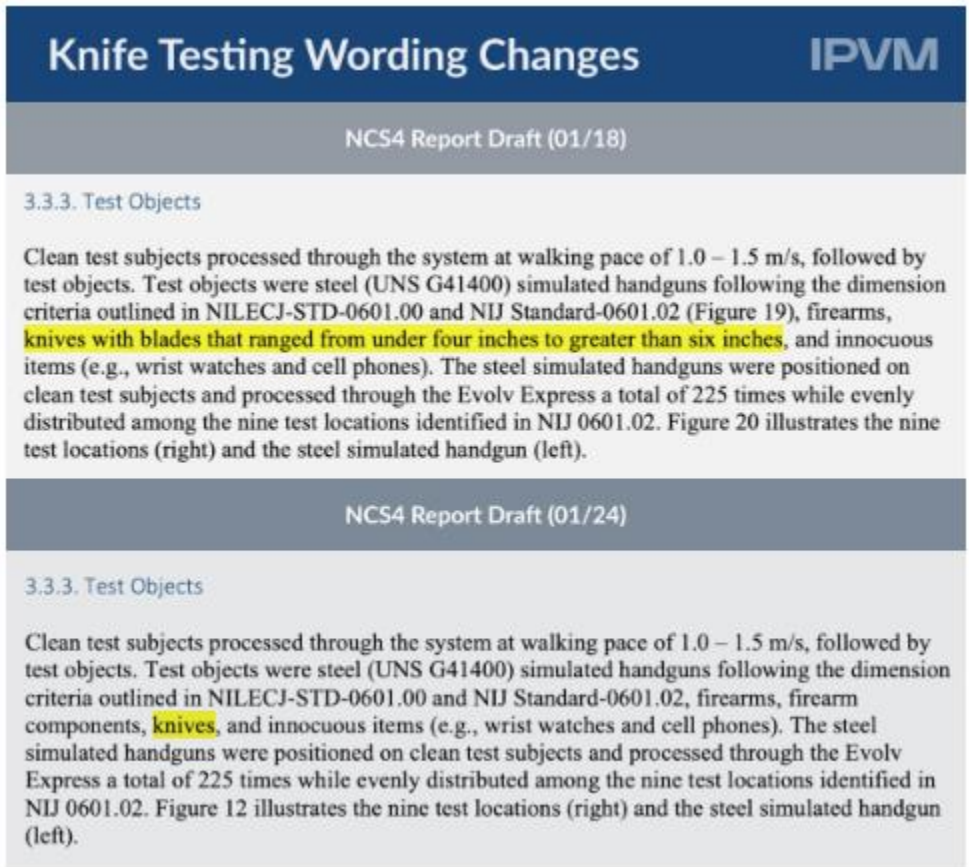 Knife Testing Wording Changes
IPVM
NCS4 Report Draft (01/18)
3.3.3. Test Objects
Clean test subjects processed through the system at walking pace of 1.0 – 1.5 m/s, followed by
test objects. Test objects were steel (UNS G41400) simulated handguns following the dimension
criteria outlined in NILECJ-STD-0601.00 and NIJ Standard-0601.02 (Figure 19), firearms,
knives with blades that ranged from under four inches to greater than six inches, and innocuous
items (e.g., wrist watches and cell phones). The steel simulated handguns were positioned on
clean test subjects and processed through the Evolv Express a total of 225 times while evenly
distributed among the nine test locations identified in NIJ 0601.02. Figure 20 illustrates the nine
test locations (right) and the steel simulated handgun (left).
NCS4 Report Draft (01/24)
3.3.3. Test Objects
Clean test subjects processed through the system at walking pace of 1.0 – 1.5 m/s, followed by
test objects. Test objects were steel (UNS G41400) simulated handguns following the dimension
criteria outlined in NILECJ-STD-0601.00 and NIJ Standard-0601.02, firearms, firearm
components, knives, and innocuous items (e.g., wrist watches and cell phones). The steel
simulated handguns were positioned on clean test subjects and processed through the Evolv
Express a total of 225 times while evenly distributed among the nine test locations identified in
NIJ 0601.02. Figure 12 illustrates the nine test locations (right) and the steel simulated handgun
(left).